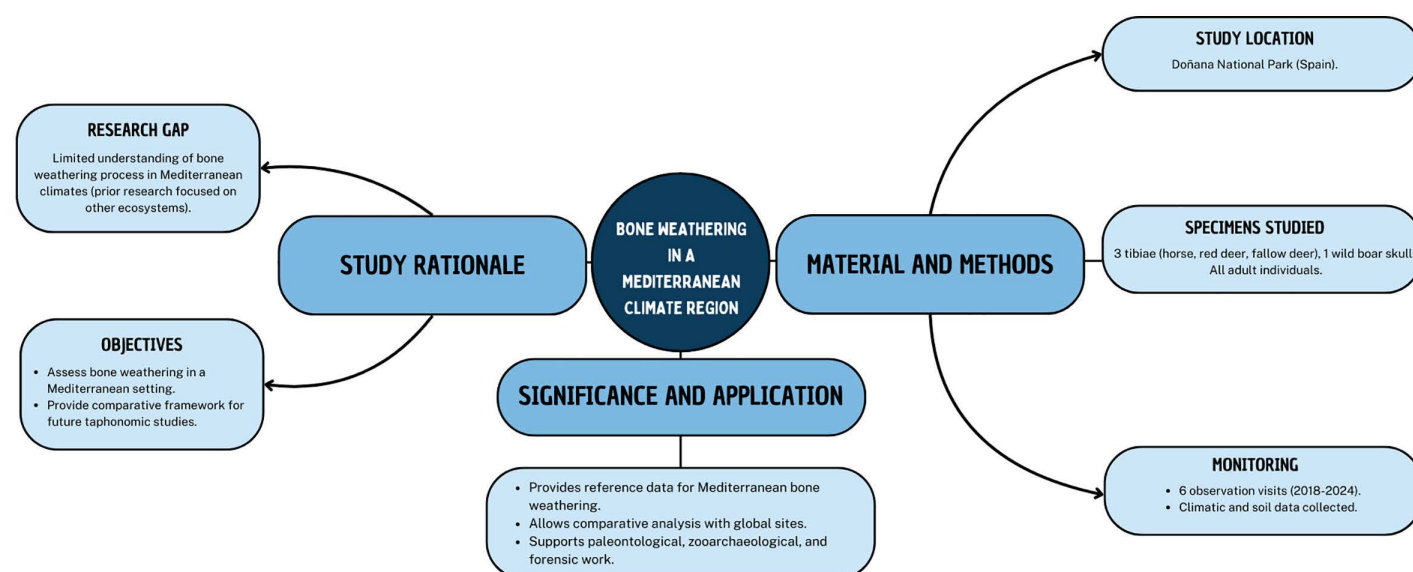 RESEARCH GAP
Limited understanding of bone
weathering process in Mediterranean
climates (prior research focused on
other ecosystems).
OBJECTIVES
• Assess bone weathering in a
Mediterranean setting.
• Provide comparative framework for
future taphonomic studies.
STUDY RATIONALE
BONE WEATHERING
IN A
MEDITERRANEAN
CLIMATE REGION
SIGNIFICANCE AND APPLICATION
• Provides reference data for Mediterranean bone
weathering.
• Allows comparative analysis with global sites.
• Supports paleontological, zooarchaeological, and
forensic work.
MATERIAL AND METHODS
STUDY LOCATION
Doñana National Park (Spain).
SPECIMENS STUDIED
3 tibiae (horse, red deer, fallow deer), 1 wild boar skull
All adult individuals.
MONITORING
• 6 observation visits (2018-2024).
• Climatic and soil data collected.